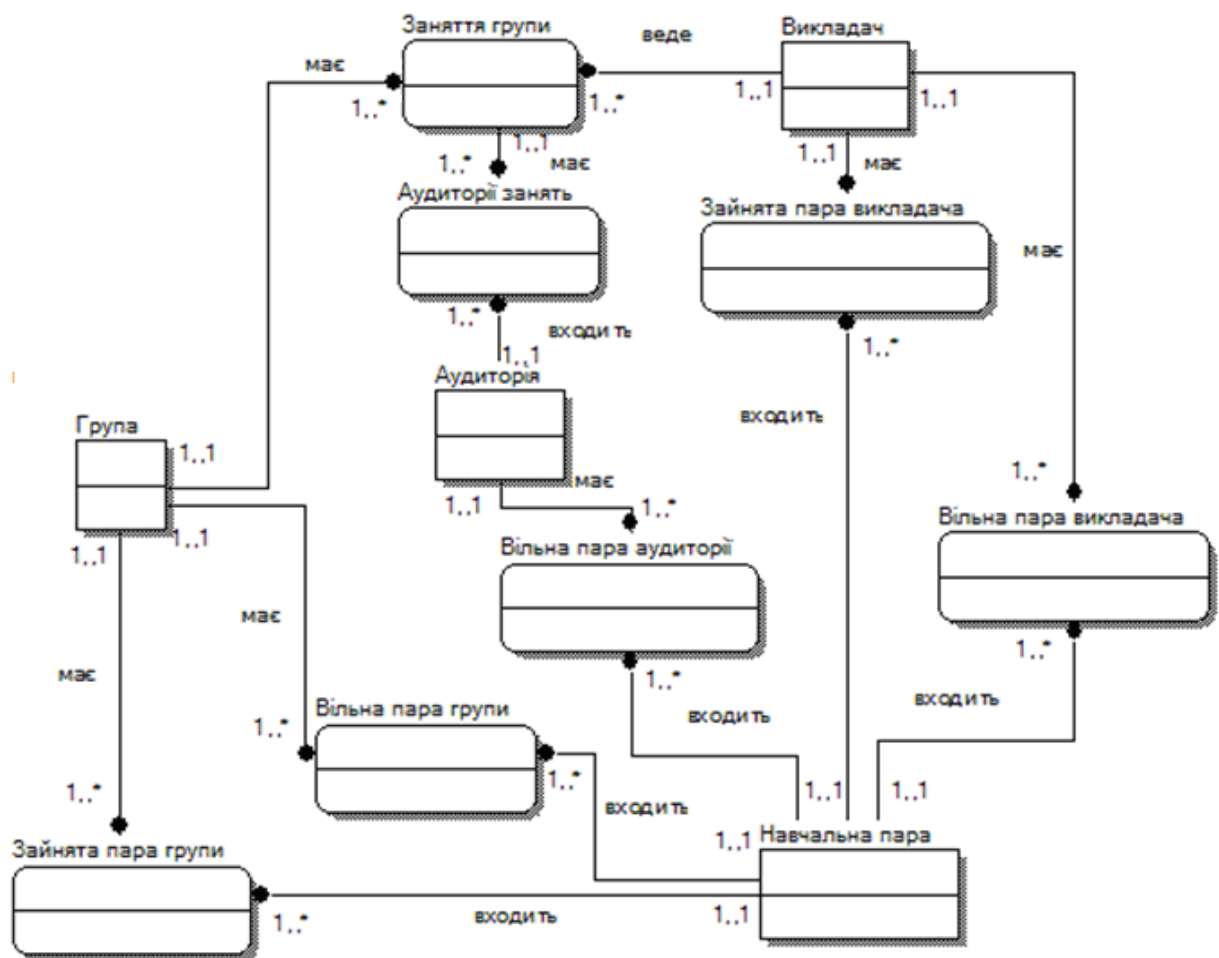 Заняття групи
веде
Викладач
має
1..*
1..*
1..1
1..1
1..1
1..*
має
1..1
має
Аудиторії занять
Зайнята пара викладача
має
1..*
входить
1..*
1..1
Аудиторія
входить
Група
1..1
має
1..*
1..1
1..*
1..1
1..1
Вільна пара аудиторії
Вільна пара викладача
має
1..*
1..*
має
входить
входить
Вільна пара групи
1..*
1..*
1..1
1..1
1..*
входить
1..1
Навчальна пара
Зайнята пара групи
1..*
входить
1..1